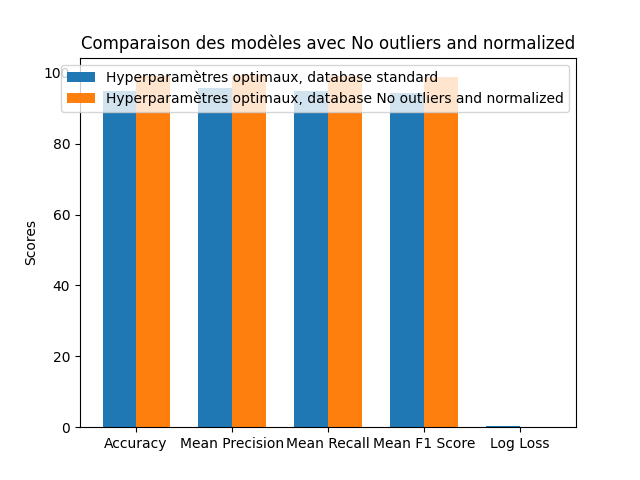 Comparaison des modèles avec No outliers and normalized
Hyperparamètres optimaux, database standard
Hyperparamètres optimaux, database No outliers and normalized
Scores
100
80
60
40
20
0
Accuracy
Mean Precision
Mean Recall
Mean F1 Score
Log Loss